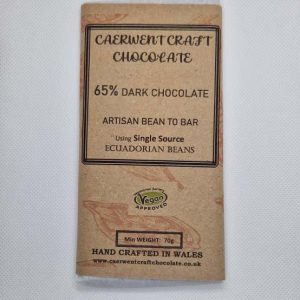 CAERWENT CRAFT
CHOCOLATE
65% DARK CHOCOLATE
ARTISAN BEAN TO BAR
Using Single Source
ECUADORIAN BEANS
Vegan
APPROVED
Min WEIGHT: 70g
HAND CRAFTED IN WALES
www.caerwentcraftchocolate.co.uk